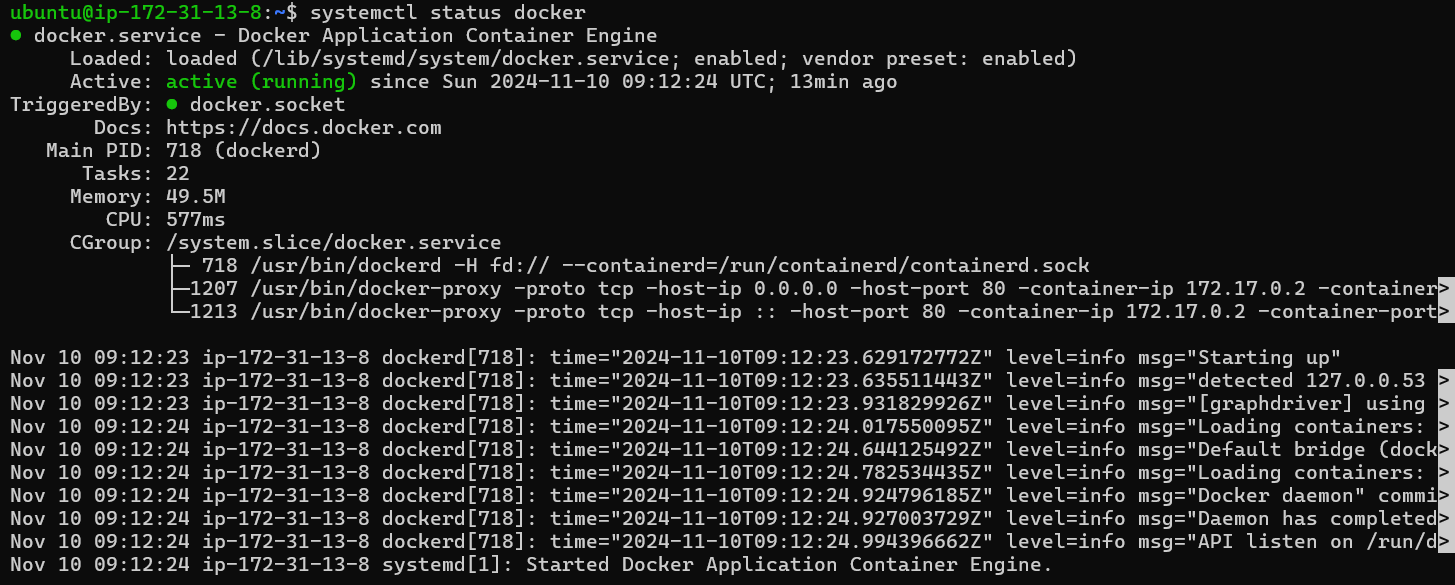 ubuntu@ip-172-31-13-8:~$ systemctl status docker
● docker.service - Docker Application Container Engine
     Loaded: loaded (/lib/systemd/system/docker.service; enabled; vendor preset: enabled)
     Active: active (running) since Sun 2024-11-10 09:12:24 UTC; 13min ago
TriggeredBy: ● docker.socket
       Docs: https://docs.docker.com
   Main PID: 718 (dockerd)
      Tasks: 22
     Memory: 49.5M
        CPU: 577ms
     CGroup: /system.slice/docker.service
             ├─ 718 /usr/bin/dockerd -H fd:// --containerd=/run/containerd/containerd.sock
             ├─1207 /usr/bin/docker-proxy -proto tcp -host-ip 0.0.0.0 -host-port 80 -container-ip 172.17.0.2 -container>
             └─1213 /usr/bin/docker-proxy -proto tcp -host-ip :: -host-port 80 -container-ip 172.17.0.2 -container-port>
Nov 10 09:12:23 ip-172-31-13-8 dockerd[718]: time="2024-11-10T09:12:23.629172772Z" level=info msg="Starting up"
Nov 10 09:12:23 ip-172-31-13-8 dockerd[718]: time="2024-11-10T09:12:23.635511443Z" level=info msg="detected 127.0.0.53 >
Nov 10 09:12:23 ip-172-31-13-8 dockerd[718]: time="2024-11-10T09:12:23.931829926Z" level=info msg="[graphdriver] using >
Nov 10 09:12:24 ip-172-31-13-8 dockerd[718]: time="2024-11-10T09:12:24.017550095Z" level=info msg="Loading containers: >
Nov 10 09:12:24 ip-172-31-13-8 dockerd[718]: time="2024-11-10T09:12:24.644125492Z" level=info msg="Default bridge (dock>
Nov 10 09:12:24 ip-172-31-13-8 dockerd[718]: time="2024-11-10T09:12:24.782534435Z" level=info msg="Loading containers: >
Nov 10 09:12:24 ip-172-31-13-8 dockerd[718]: time="2024-11-10T09:12:24.924796185Z" level=info msg="Docker daemon" commi>
Nov 10 09:12:24 ip-172-31-13-8 dockerd[718]: time="2024-11-10T09:12:24.927003729Z" level=info msg="Daemon has completed>
Nov 10 09:12:24 ip-172-31-13-8 dockerd[718]: time="2024-11-10T09:12:24.994396662Z" level=info msg="API listen on /run/d>
Nov 10 09:12:24 ip-172-31-13-8 systemd[1]: Started Docker Application Container Engine.